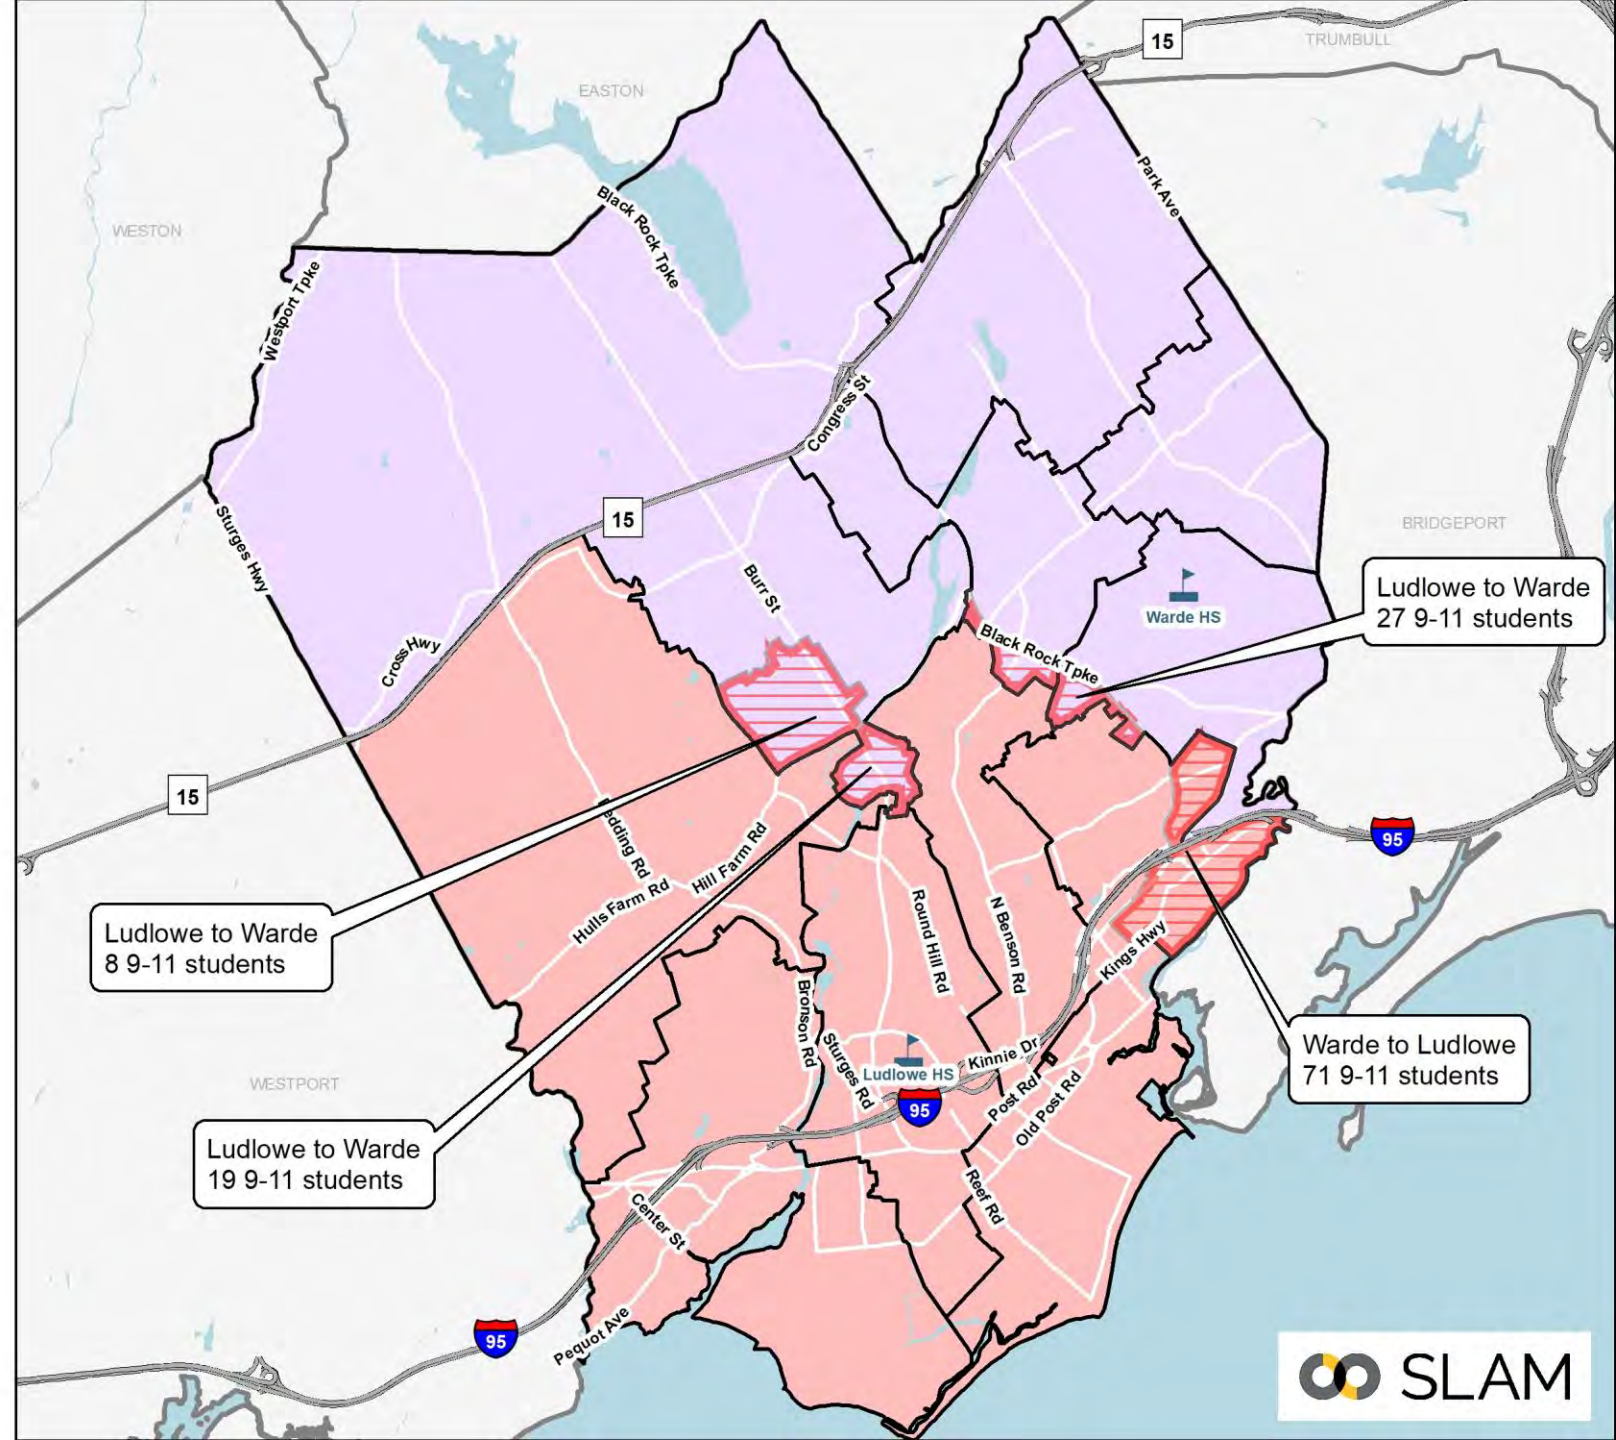 15
TRUMBULL
EASTON
Park Ave
Black Rock Tpke
WESTON
Westport Tpke
Congress St
15
Sturges Hwy
BRIDGEPORT
Burr St
Ludlowe to Warde
27 9-11 students
Warde HS
Black Rock Tpke
Cross Hwy
15
95
Redding Rd
Hill Farm Rd
Hulls Farm Rd
Round Hill Rd
N Benson Rd
Kings Hwy
Ludlowe to Warde
8 9-11 students
Bronson Rd
Sturges Rd
Ludlowe HS
Kinnie Dr
Warde to Ludlowe
71 9-11 students
WESTPORT
95
Post Rd
Old Post Rd
Ludlowe to Warde
19 9-11 students
Reef Rd
Center St
95
Pequot Ave
SLAM